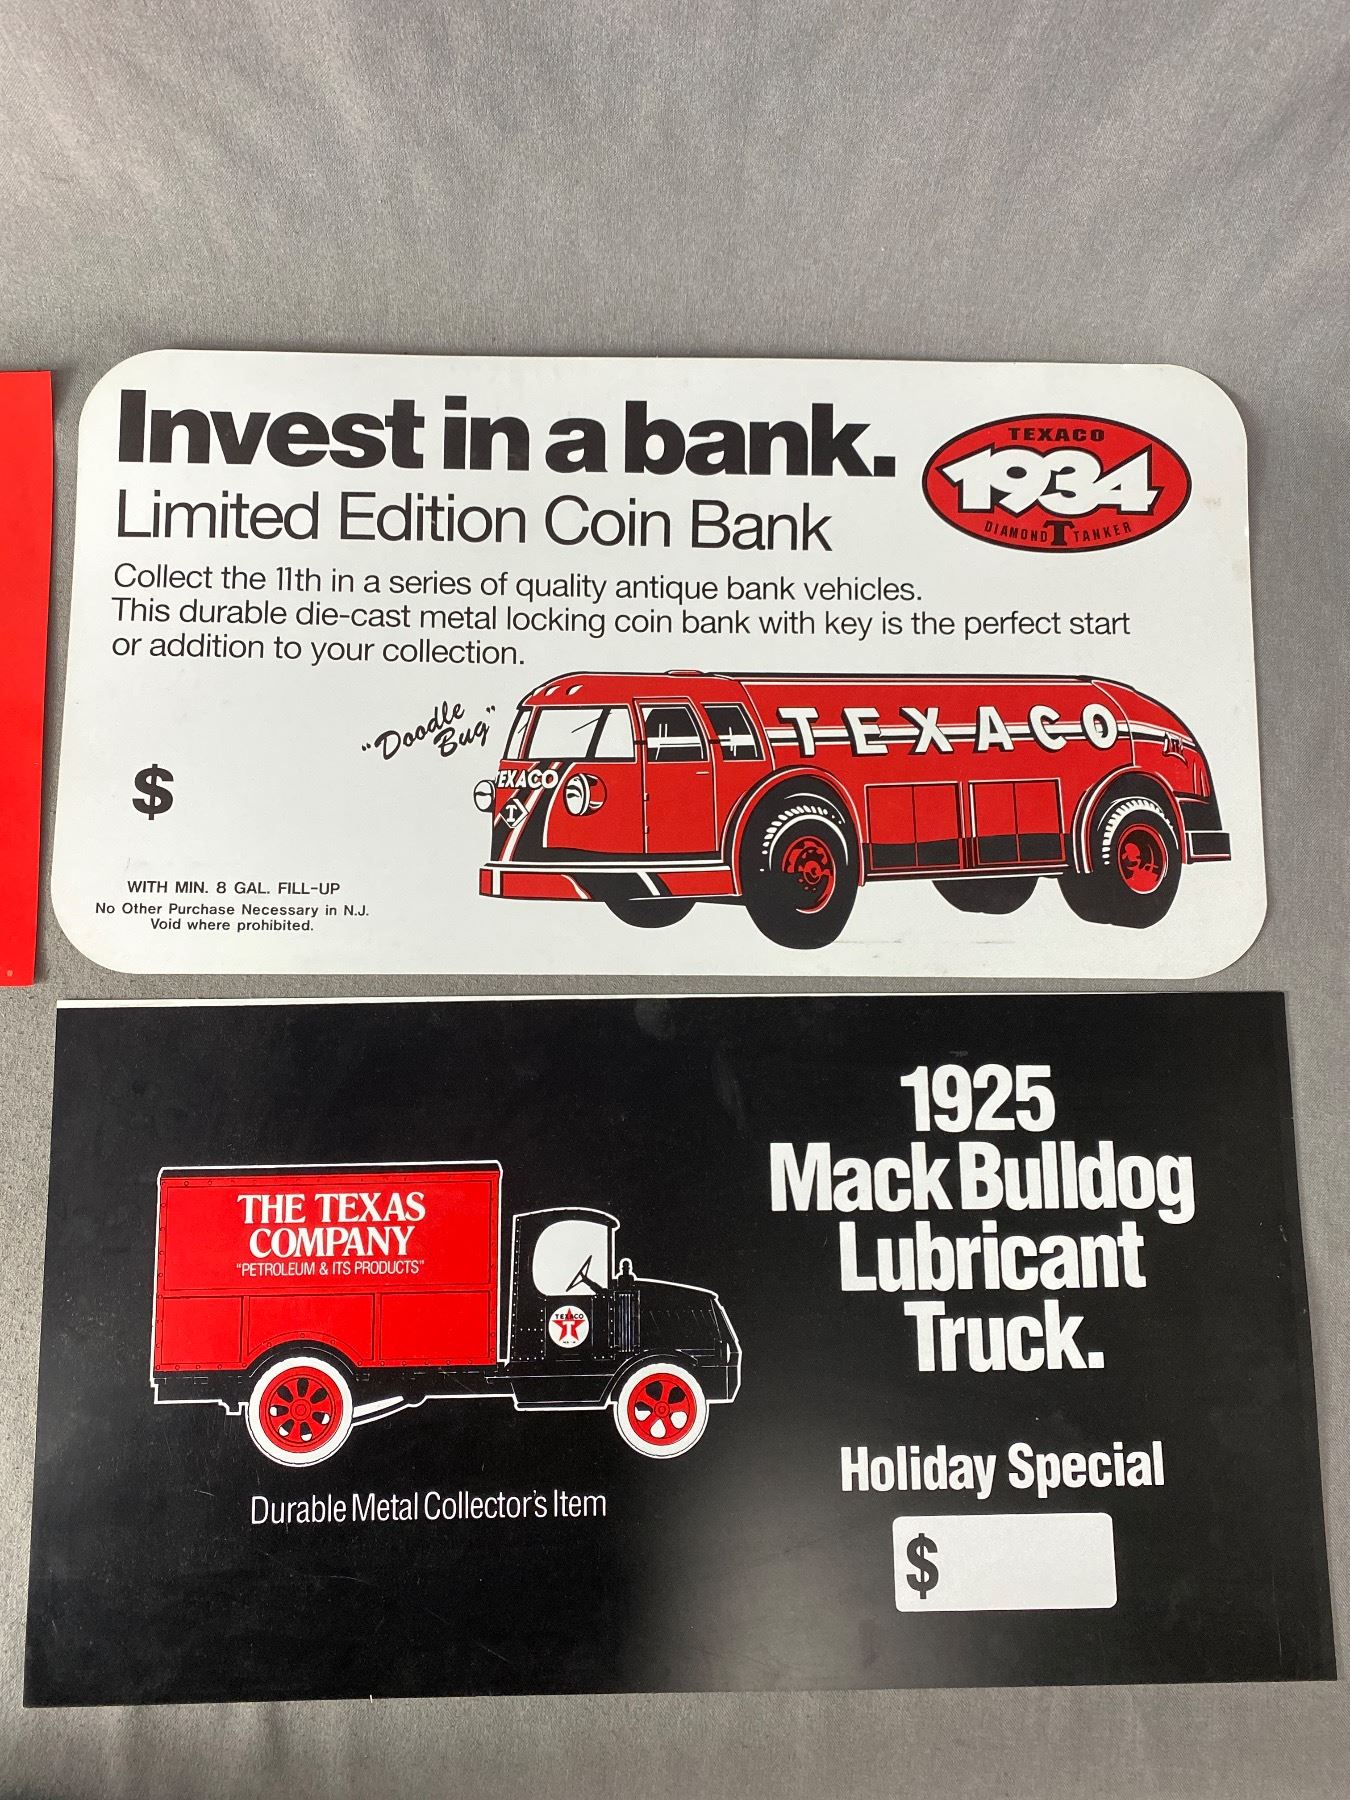 Invest in a bank.
Limited Edition Coin Bank
TEXACO
1934
DIAMOND T TANKER
Collect the 11th in a series of quality antique bank vehicles.
This durable die-cast metal locking coin bank with key is the perfect start
or addition to your collection.
"Doodle
Bug"
TEXACO
EXACO
T
$
WITH MIN. 8 GAL. FILL-UP
No Other Purchase Necessary in N.J.
Void where prohibited.
1925
Mack Bulldog
Lubricant
Truck.
THE TEXAS
COMPANY
"PETROLEUM & ITS PRODUCTS"
TEXACO
T
Durable Metal Collector's Item
Holiday Special
$